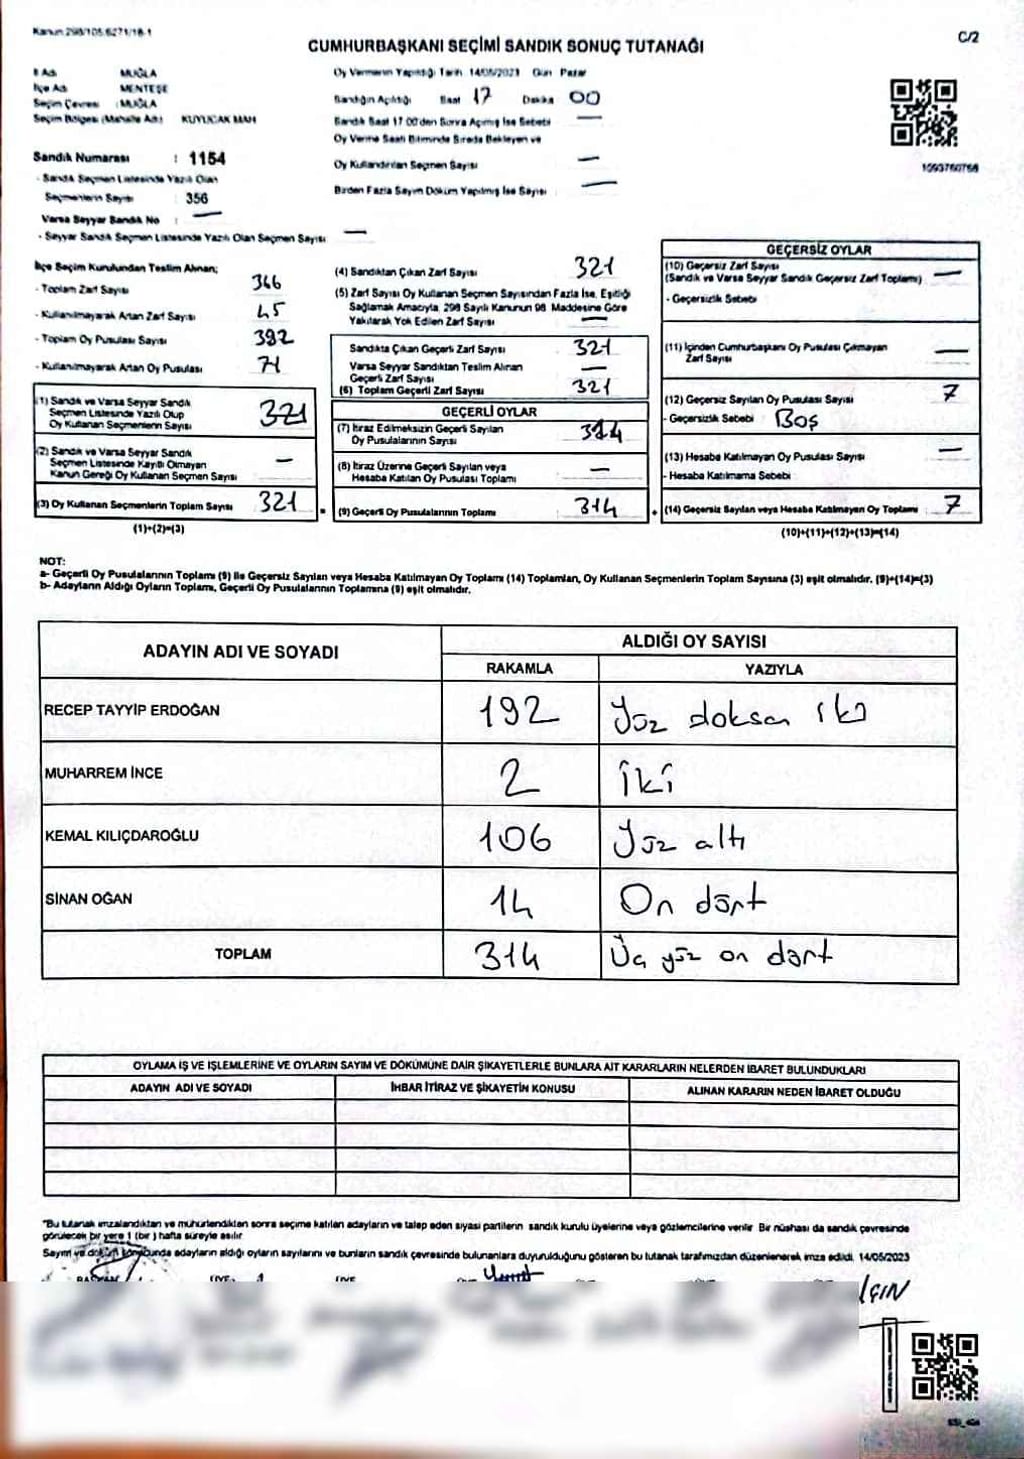 Kanun: 298/105.6271/18-1
C/2
CUMHURBAŞKANI SEÇİMİ SANDIK SONUÇ TUTANAĞI
İl Adı MUĞLA
İlçe Adı MENTEŞE
Seçim Çevresi : MUĞLA
Seçim Bölgesi (Mahalle Adı) KUYUCAK MAH
Sandık Numarası : 1154
- Sandık Seçmen Listesinde Yazılı Olan
Seçmenlerin Sayısı : 356
Varsa Seyyar Sandık No : —
- Seyyar Sandık Seçmen Listesinde Yazılı Olan Seçmen Sayısı —
Oy Vermenin Yapıldığı Tarih 14/05/2023 Gün Pazar
Sandığın Açıldığı Saat 17 Dakika 00
Sandık Saat 17:00'den Sonra Açılmış İse Sebebi —
Oy Verme Saati Bitiminde Sırada Bekleyen ve
Oy Kullandırılan Seçmen Sayısı —
Birden Fazla Sayım Döküm Yapılmış İse Sayısı —
1093760768
İlçe Seçim Kurulundan Teslim Alınan;
- Toplam Zarf Sayısı 366
- Kullanılmayarak Artan Zarf Sayısı 45
- Toplam Oy Pusulası Sayısı 392
- Kullanılmayarak Artan Oy Pusulası 71
(1) Sandık ve Varsa Seyyar Sandık
Seçmen Listesinde Yazılı Olup
Oy Kullanan Seçmenlerin Sayısı 321
(2) Sandık ve Varsa Seyyar Sandık
Seçmen Listesinde Kayıtlı Olmayan
Kanun Gereği Oy Kullanan Seçmen Sayısı —
(3) Oy Kullanan Seçmenlerin Toplam Sayısı 321
(1)+(2)=(3)
(4) Sandıktan Çıkan Zarf Sayısı 321
(5) Zarf Sayısı Oy Kullanan Seçmen Sayısından Fazla İse, Eşitliği
Sağlamak Amacıyla, 298 Sayılı Kanunun 98. Maddesine Göre
Yakılarak Yok Edilen Zarf Sayısı —
Sandıkta Çıkan Geçerli Zarf Sayısı 321
Varsa Seyyar Sandıktan Teslim Alınan
Geçerli Zarf Sayısı —
(6) Toplam Geçerli Zarf Sayısı 321
GEÇERLİ OYLAR
(7) İtiraz Edilmeksizin Geçerli Sayılan
Oy Pusulalarının Sayısı 314
(8) İtiraz Üzerine Geçerli Sayılan veya
Hesaba Katılan Oy Pusulası Toplamı —
(9) Geçerli Oy Pusulalarının Toplamı 314
GEÇERSİZ OYLAR
(10) Geçersiz Zarf Sayısı
(Sandık ve Varsa Seyyar Sandık Geçersiz Zarf Toplamı) —
- Geçersizlik Sebebi
(11) İçinden Cumhurbaşkanı Oy Pusulası Çıkmayan
Zarf Sayısı —
(12) Geçersiz Sayılan Oy Pusulası Sayısı 7
- Geçersizlik Sebebi Boş
(13) Hesaba Katılmayan Oy Pusulası Sayısı —
- Hesaba Katılmama Sebebi
(14) Geçersiz Sayılan veya Hesaba Katılmayan Oy Toplamı 7
(10)+(11)+(12)+(13)=(14)
NOT:
a- Geçerli Oy Pusulalarının Toplamı (9) ile Geçersiz Sayılan veya Hesaba Katılmayan Oy Toplamı (14) Toplamları, Oy Kullanan Seçmenlerin Toplam Sayısına (3) eşit olmalıdır. (9)+(14)=(3)
b- Adayların Aldığı Oyların Toplamı, Geçerli Oy Pusulalarının Toplamına (9) eşit olmalıdır.
ADAYIN ADI VE SOYADI ALDIĞI OY SAYISI
RAKAMLA YAZIYLA
RECEP TAYYİP ERDOĞAN 192 Yüz doksan iki
MUHARREM İNCE 2 İki
KEMAL KILIÇDAROĞLU 106 Yüz altı
SİNAN OĞAN 14 On dört
TOPLAM 314 Üç yüz on dört
OYLAMA İŞ VE İŞLEMLERİNE VE OYLARIN SAYIM VE DÖKÜMÜNE DAİR ŞİKAYETLERLE BUNLARA AİT KARARLARIN NELERDEN İBARET BULUNDUKLARI
ADAYIN ADI VE SOYADI İHBAR İTİRAZ VE ŞİKAYETİN KONUSU ALINAN KARARIN NEDEN İBARET OLDUĞU
"Bu tutanak imzalandıktan ve mühürlendikten sonra seçime katılan adayların ve talep eden siyasi partilerin sandık kurulu üyelerine veya gözlemcilerine verilir. Bir nüshası da sandık çevresinde
görülecek bir yere 1 (bir) hafta süreyle asılır.
Sayım ve döküm sonucunda adayların aldığı oyların sayılarını ve bunların sandık çevresinde bulunanlara duyurulduğunu gösteren bu tutanak tarafımızdan düzenlenerek imza edildi. 14/05/2023
BAŞKAN